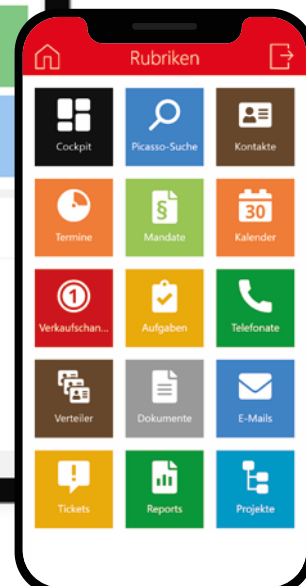 Rubriken
Cockpit
Picasso-Suche
Kontakte
Termine
§
Mandate
30
Kalender
1
Verkaufschan...
Aufgaben
Telefonate
Verteiler
Dokumente
E-Mails
Tickets
Reports
Projekte